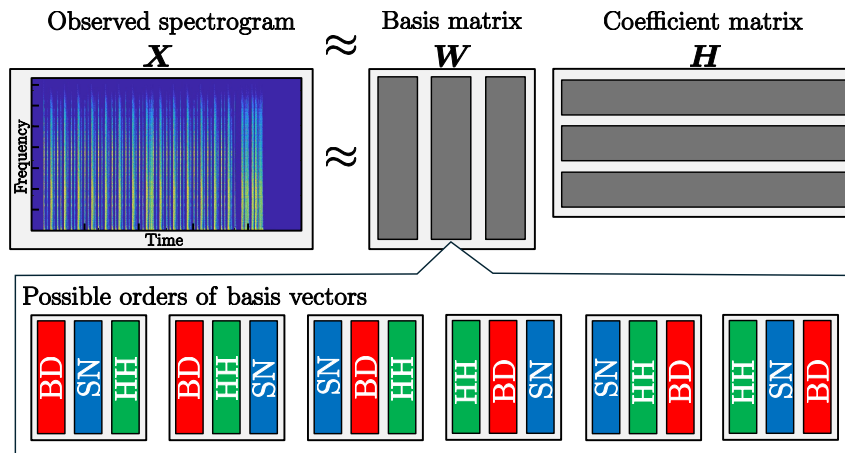 Observed spectrogram ≈ Basis matrix Coefficient matrix
X W H
Frequency ≈
Time
Possible orders of basis vectors
BD SN HH BD HH SN SN BD HH HH BD SN SN HH BD HH SN BD